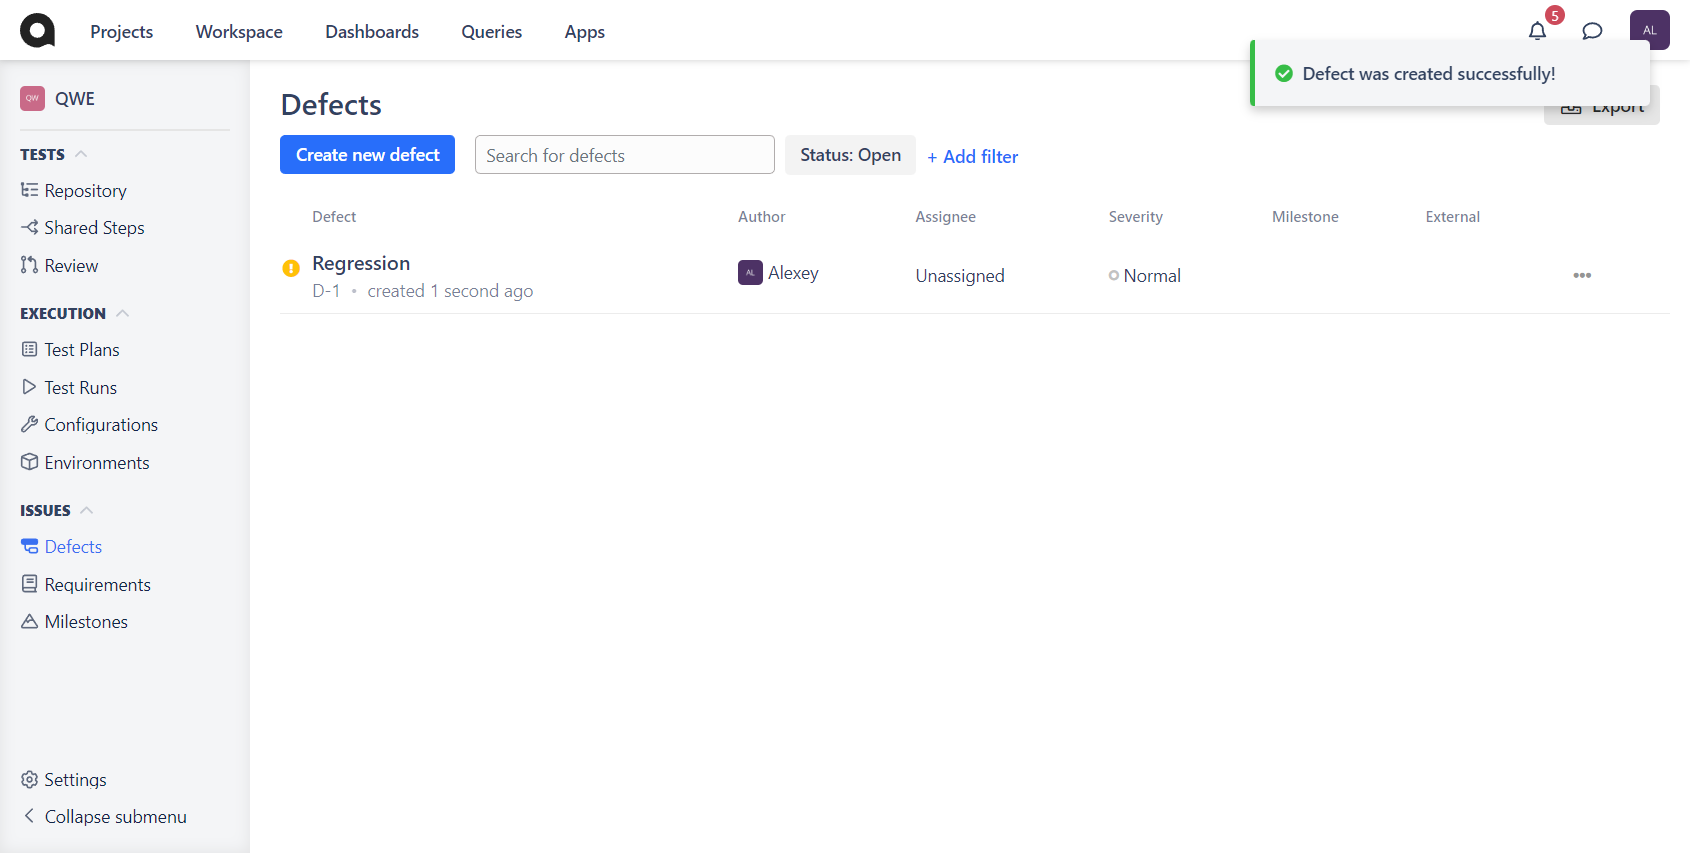 Projects Workspace Dashboards Queries Apps 5 AL
Defect was created successfully!
QW QWE
Defects
Export
Create new defect Search for defects Status: Open + Add filter
TESTS
Repository
Shared Steps
Review
EXECUTION
Test Plans
Test Runs
Configurations
Environments
ISSUES
Defects
Requirements
Milestones
Settings
Collapse submenu
Defect Author Assignee Severity Milestone External
Regression AL Alexey Unassigned Normal •••
D-1 • created 1 second ago